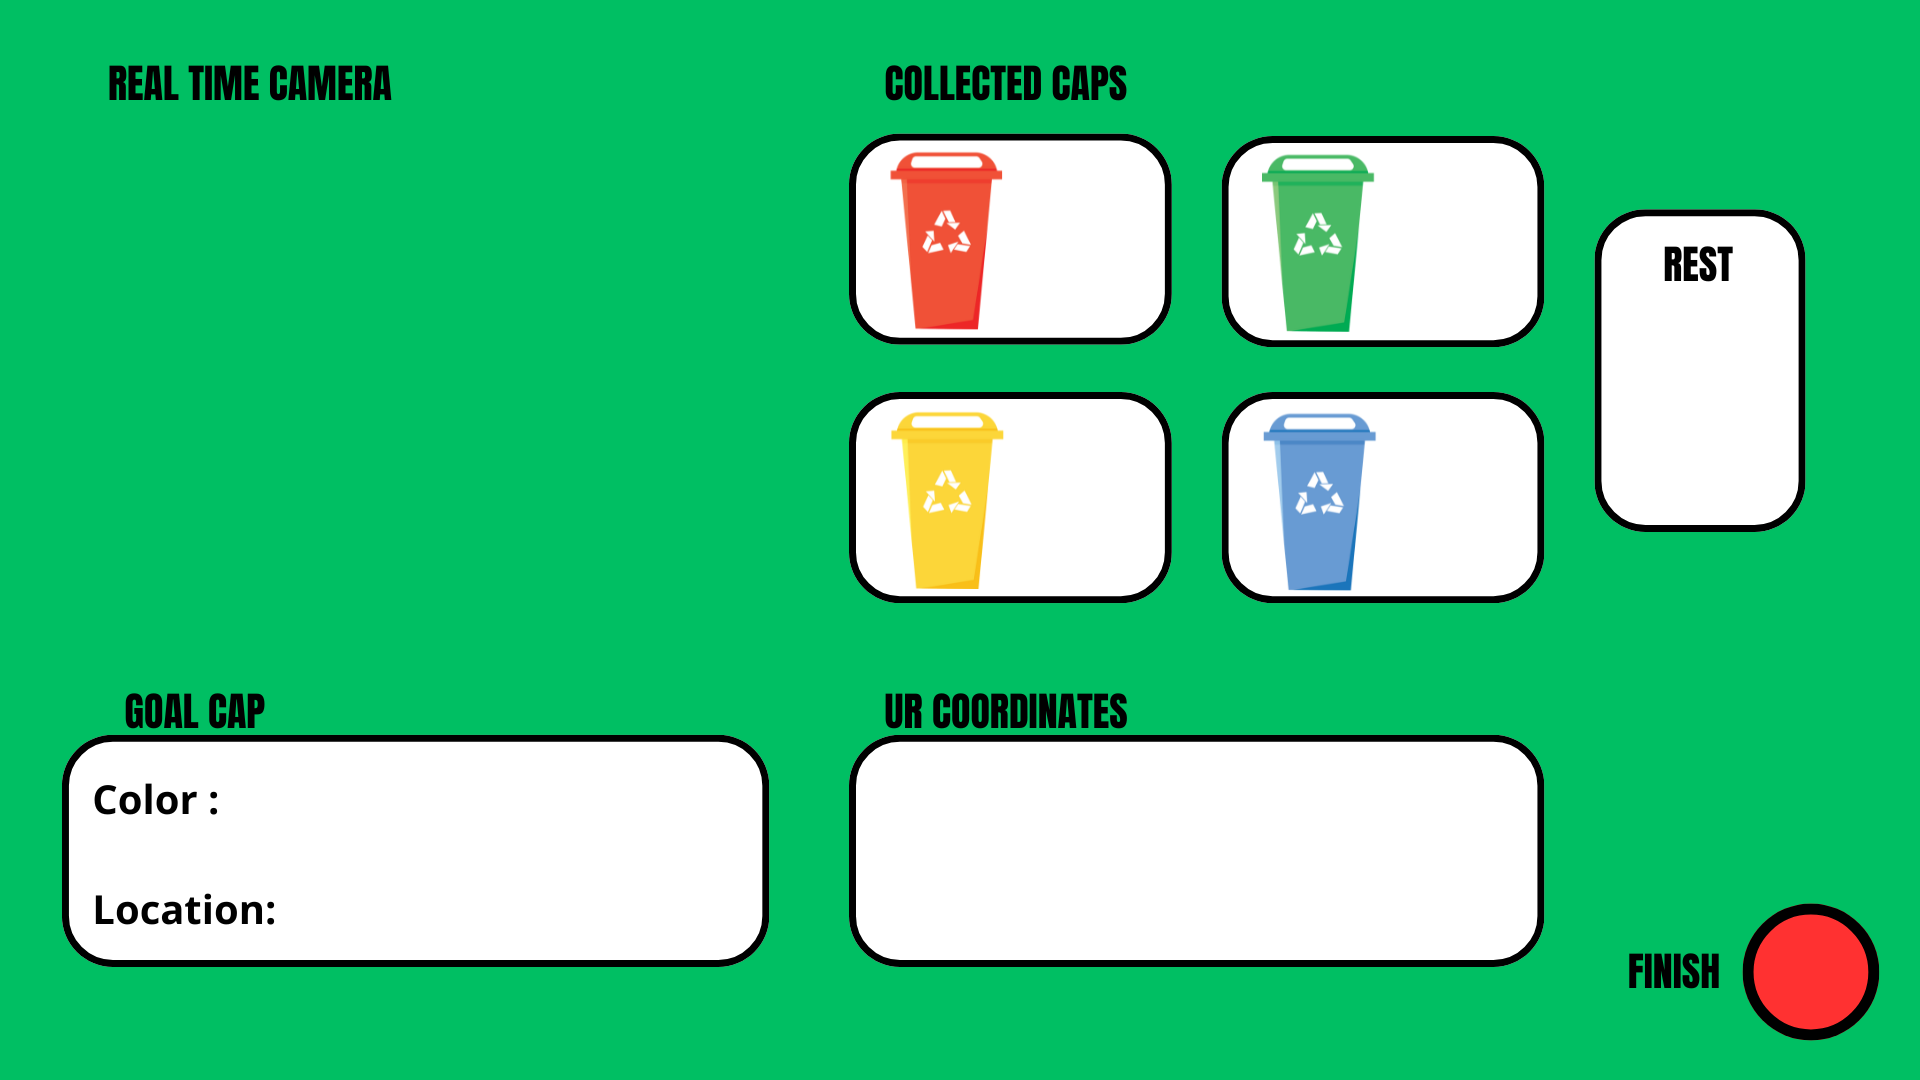 REAL TIME CAMERA
COLLECTED CAPS
REST
GOAL CAP
Color :
Location:
UR COORDINATES
FINISH